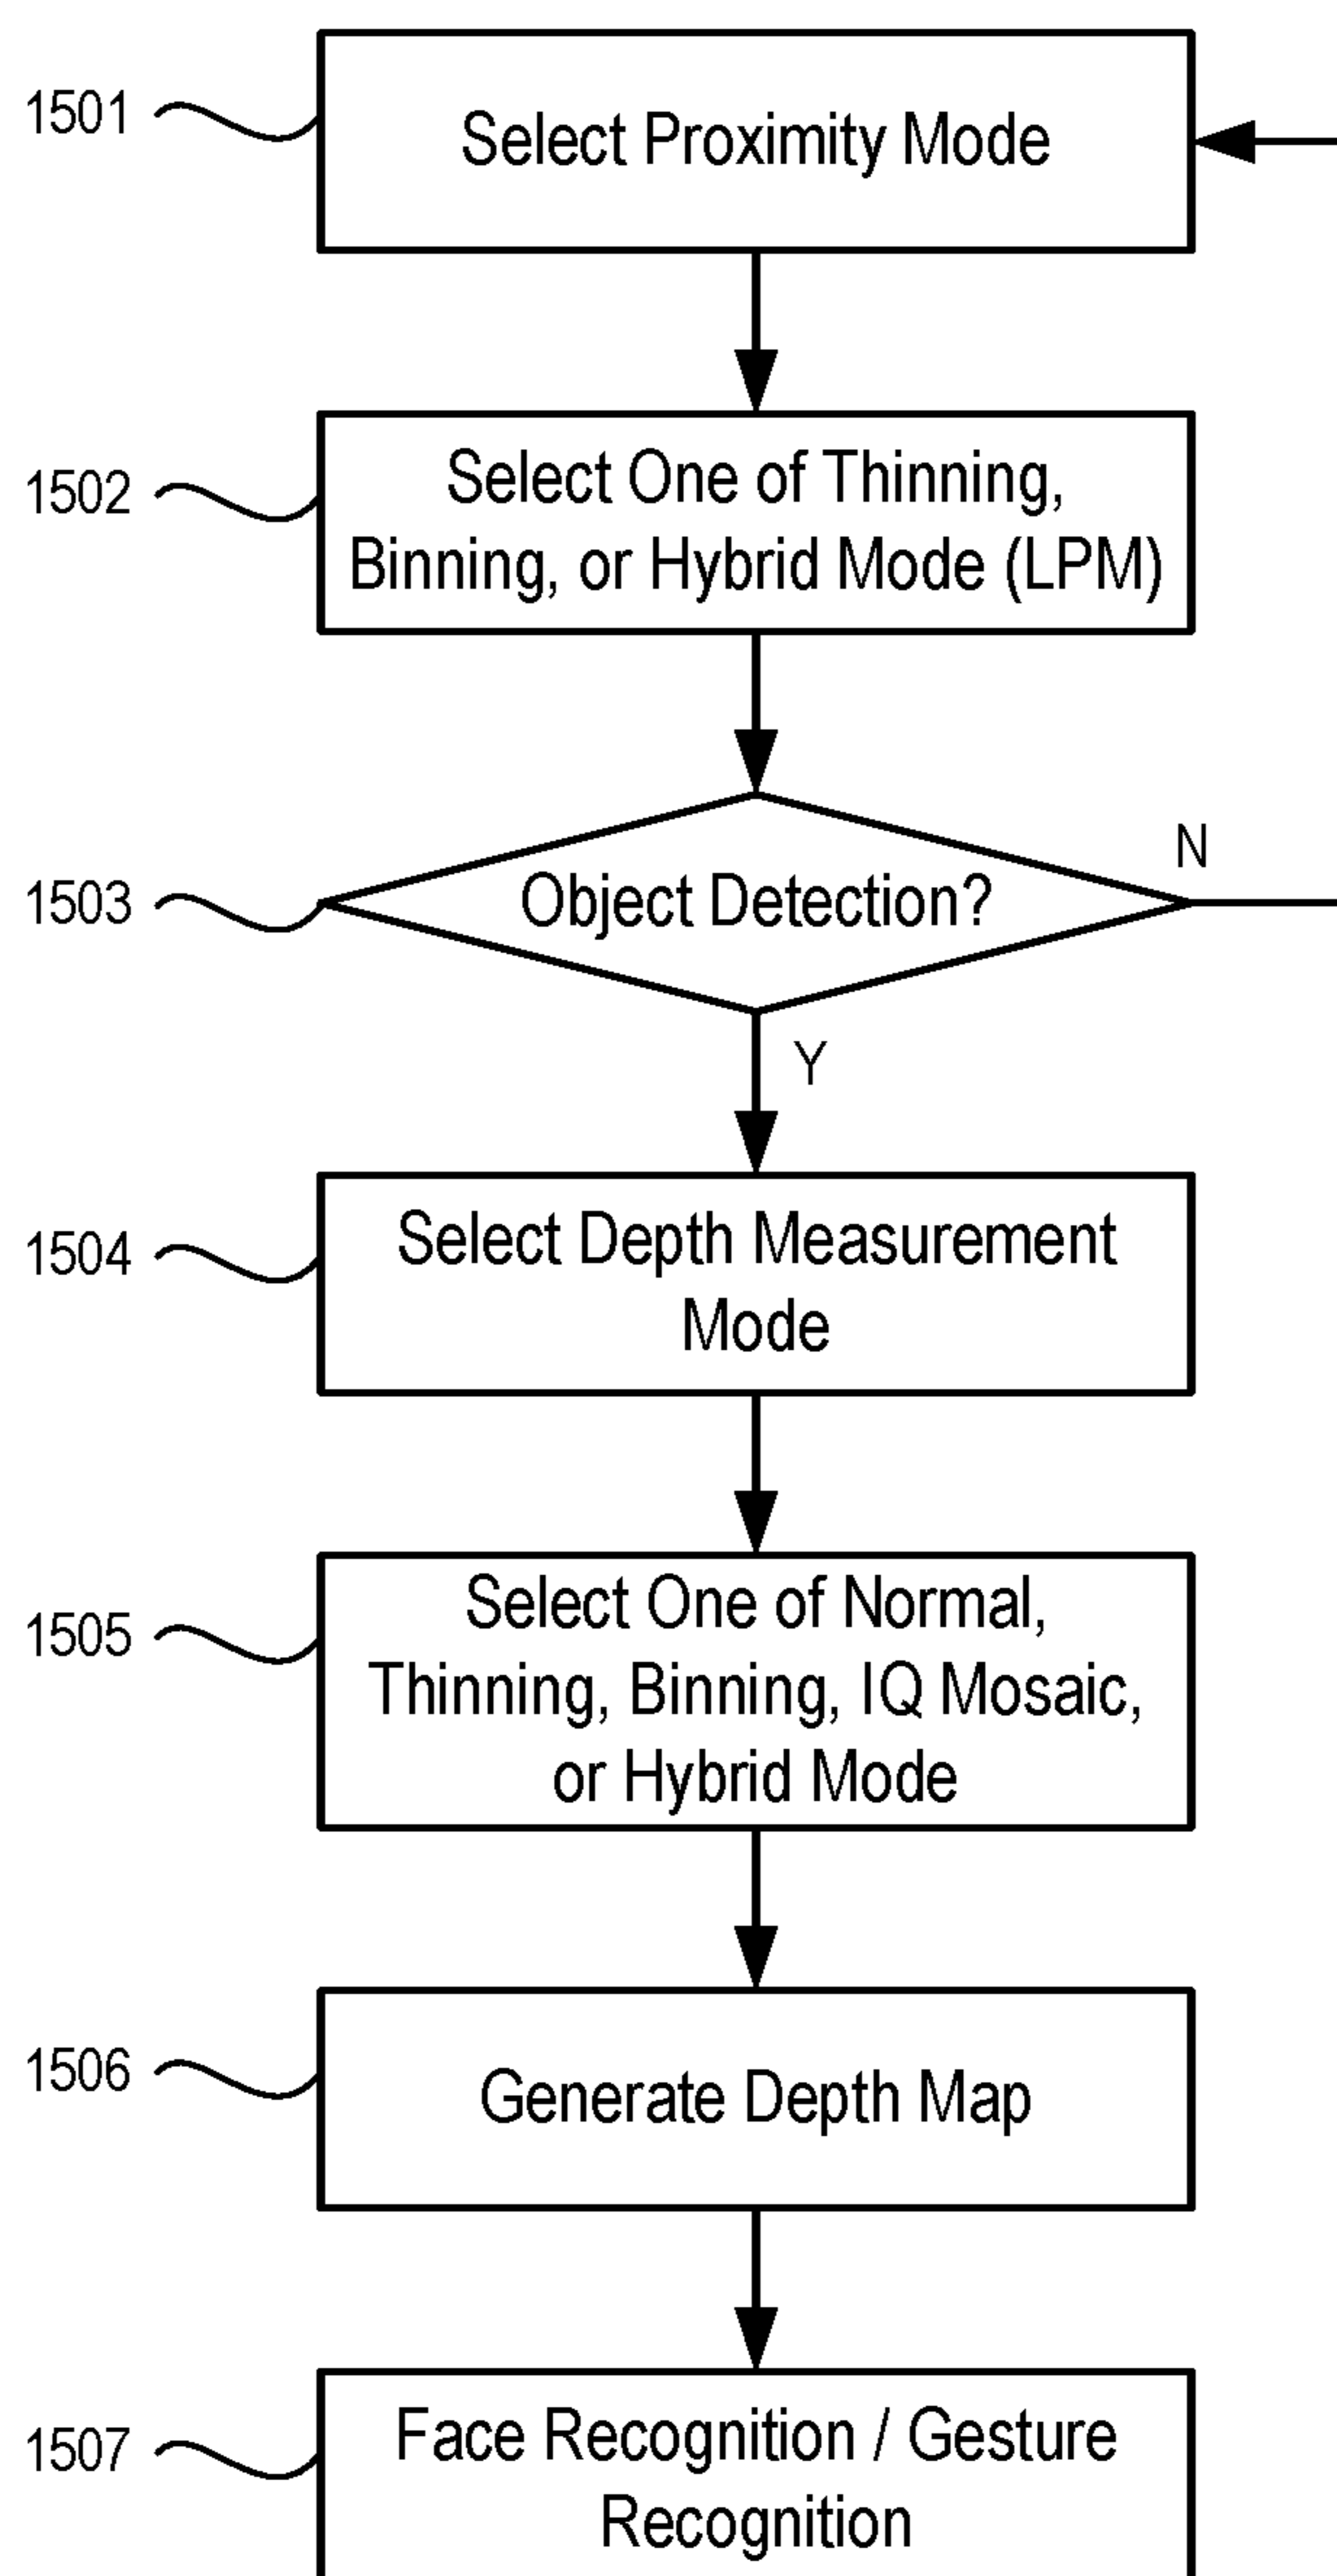 1501
Select Proximity Mode
1502
Select One of Thinning,
Binning, or Hybrid Mode (LPM)
1503
Object Detection?
N
Y
1504
Select Depth Measurement
Mode
1505
Select One of Normal,
Thinning, Binning, IQ Mosaic,
or Hybrid Mode
1506
Generate Depth Map
1507
Face Recognition / Gesture
Recognition